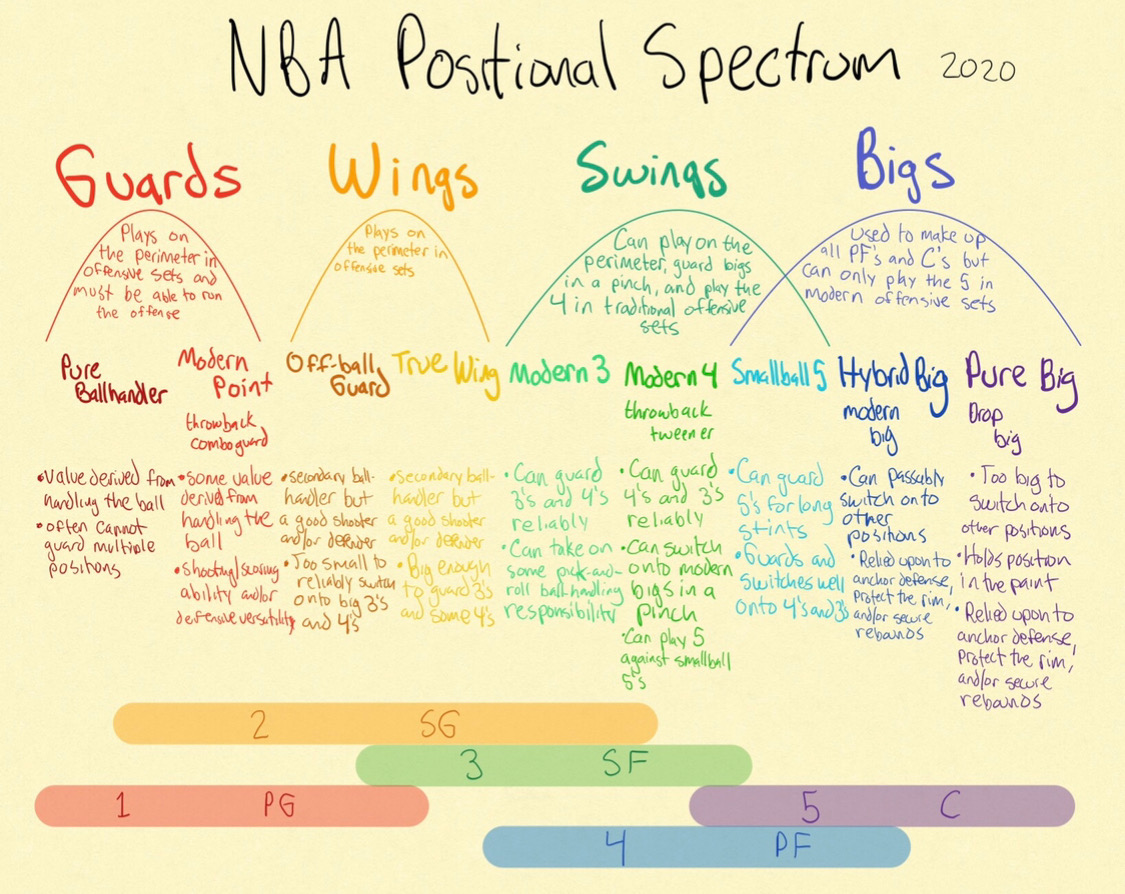 NBA Positional Spectrum 2020
Guards
Plays on
the perimeter in
offensive sets and
must be able to run
the offense
Wings
Plays on
the perimeter in
offensive sets
Swings
Can play on the
perimeter, guard bigs
in a pinch, and play the
4 in traditional offensive
sets
Bigs
Used to make up
all PF's and C's but
can only play the 5 in
modern offensive sets
Pure
Ballhandler
•Value derived from
handling the ball
•often cannot
guard multiple
positions
Modern
Point
throwback
comboguard
•some value
derived from
handling the
ball
•shooting/scoring
ability and/or
defensive versatility
Off-ball
Guard
•secondary ball-
handler but
a good shooter
and/or defender
•Too small to
reliably switch
onto big 3's
and 4's
True Wing
•secondary ball-
handler but
a good shooter
and/or defender
•Big enough
to guard 3's
and some 4's
Modern 3
•Can guard
3's and 4's
reliably
•Can take on
some pick-and-
roll ball-handling
responsibility
Modern 4
throwback
tweener
•Can guard
4's and 3's
reliably
•Can switch
onto modern
bigs in a
pinch
•Can play 5
against smallball
5's
Smallball 5
•Can guard
5's for long
stints
•Guards and
switches well
onto 4's and 3's
Hybrid Big
modern
big
•Can passably
switch onto
other
positions
•Relied upon to
anchor defense,
protect the rim,
and/or secure
rebounds
Pure Big
Drop
big
•Too big to
switch onto
other positions
•Holds position
in the paint
•Relied upon to
anchor defense,
protect the rim,
and/or secure
rebounds
2 SG
3 SF
1 PG
5 C
4 PF